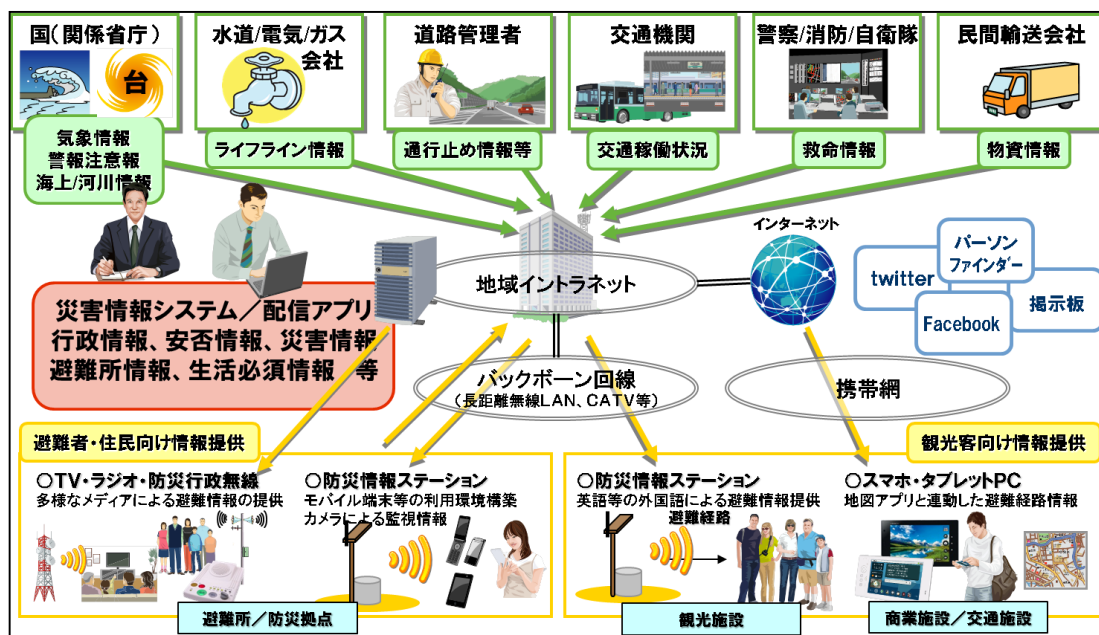 国(関係省庁)
台
水道/電気/ガス
会社
道路管理者
交通機関
警察/消防/自衛隊
民間輸送会社
気象情報
警報注意報
海上/河川情報
ライフライン情報
通行止め情報等
交通稼働状況
救命情報
物資情報
インターネット
地域イントラネット
twitter
パーソン
ファインダー
掲示板
Facebook
災害情報システム/配信アプリ
行政情報、安否情報、災害情報
避難所情報、生活必須情報 等
バックボーン回線
(長距離無線LAN、CATV等)
携帯網
避難者・住民向け情報提供
観光客向け情報提供
○TV・ラジオ・防災行政無線
多様なメディアによる避難情報の提供
○防災情報ステーション
モバイル端末等の利用環境構築
カメラによる監視情報
○防災情報ステーション
英語等の外国語による避難情報提供
避難経路
○スマホ・タブレットPC
地図アプリと連動した避難経路情報
避難所/防災拠点
観光施設
商業施設/交通施設